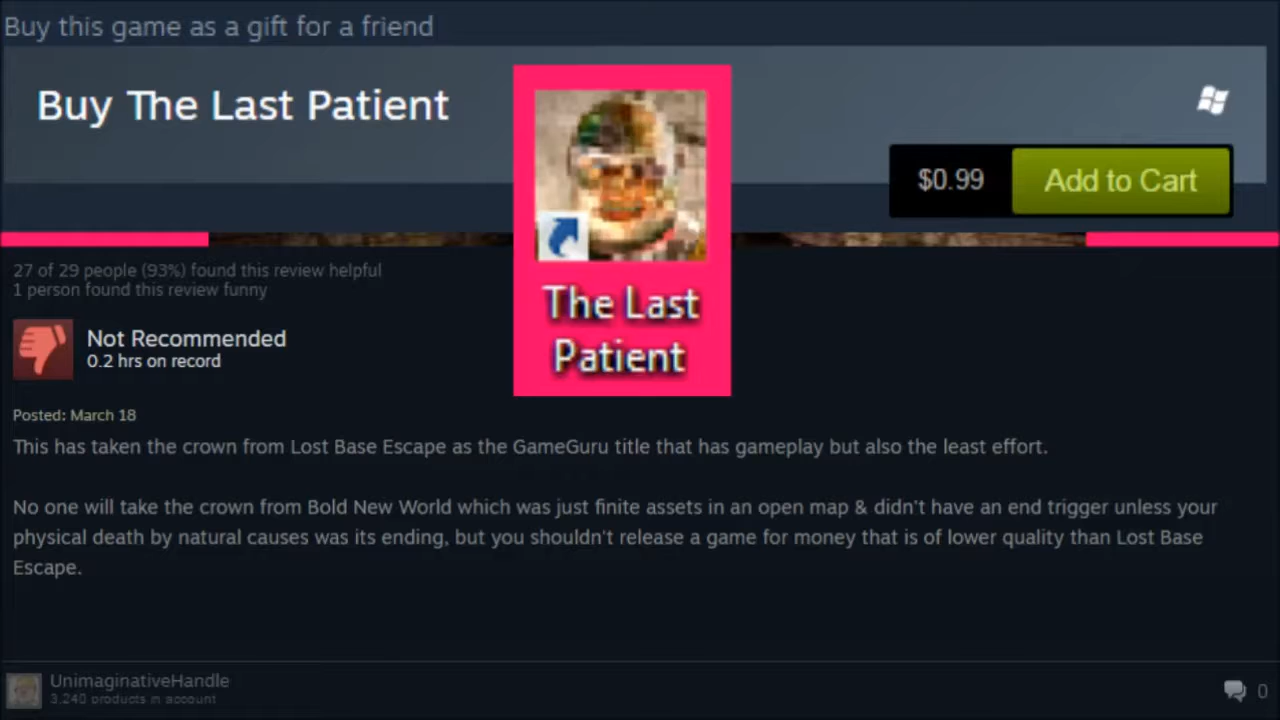 Buy this game as a gift for a friend
Buy The Last Patient
$0.99
Add to Cart
The Last
Patient
27 of 29 people (93%) found this review helpful
1 person found this review funny
Not Recommended
0.2 hrs on record
Posted: March 18
This has taken the crown from Lost Base Escape as the GameGuru title that has gameplay but also the least effort.
No one will take the crown from Bold New World which was just finite assets in an open map & didn't have an end trigger unless your
physical death by natural causes was its ending, but you shouldn't release a game for money that is of lower quality than Lost Base
Escape.
UnimaginativeHandle
3,240 products in account
0